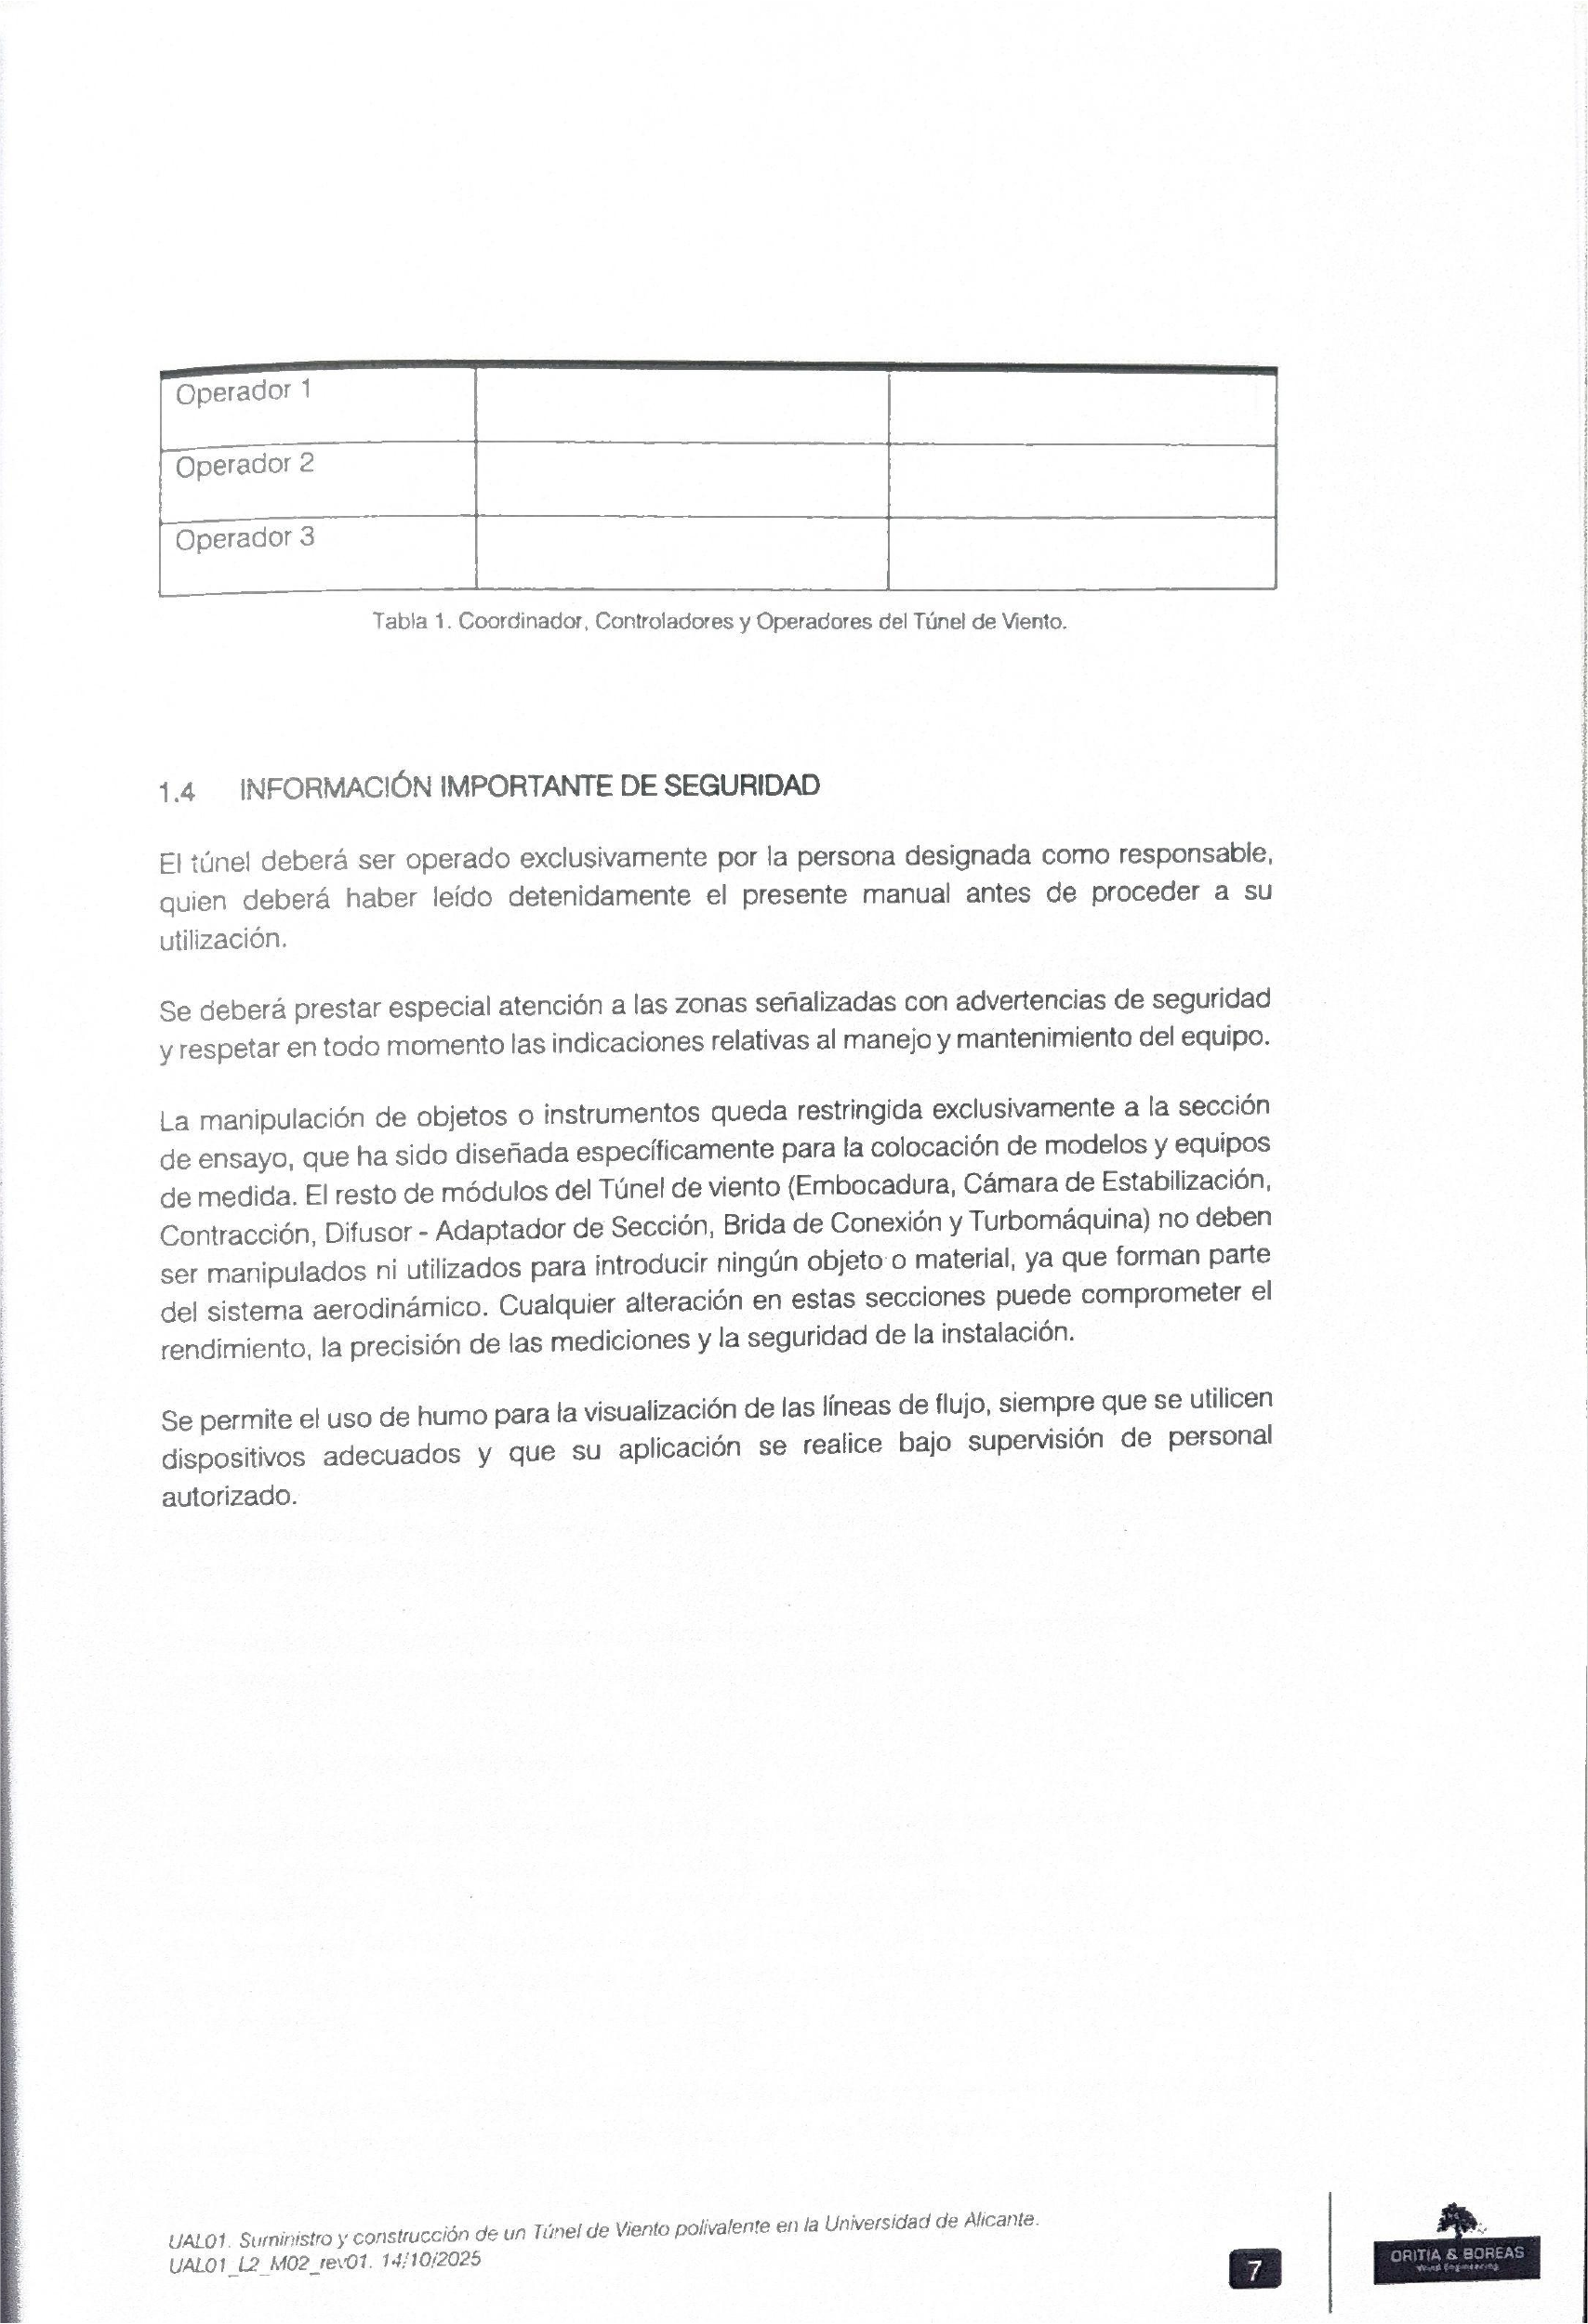 Operador 1
Operador 2
Operador 3
Tabla 1. Coordinador, Controladores y Operadores del Túnel de Viento.
1.4 INFORMACIÓN IMPORTANTE DE SEGURIDAD
El túnel deberá ser operado exclusivamente por la persona designada como responsable,
quien deberá haber leído detenidamente el presente manual antes de proceder a su
utilización.
Se deberá prestar especial atención a las zonas señalizadas con advertencias de seguridad
y respetar en todo momento las indicaciones relativas al manejo y mantenimiento del equipo.
La manipulación de objetos o instrumentos queda restringida exclusivamente a la sección
de ensayo, que ha sido diseñada específicamente para la colocación de modelos y equipos
de medida. El resto de módulos del Túnel de viento (Embocadura, Cámara de Estabilización,
Contracción, Difusor - Adaptador de Sección, Brida de Conexión y Turbomáquina) no deben
ser manipulados ni utilizados para introducir ningún objeto o material, ya que forman parte
del sistema aerodinámico. Cualquier alteración en estas secciones puede comprometer el
rendimiento, la precisión de las mediciones y la seguridad de la instalación.
Se permite el uso de humo para la visualización de las líneas de flujo, siempre que se utilicen
dispositivos adecuados y que su aplicación se realice bajo supervisión de personal
autorizado.
UAL01. Suministro y construcción de un Túnel de Viento polivalente en la Universidad de Alicante.
UAL01_L2_M02_rev01. 14/10/2025
7
ORITIA & BOREAS
Wind Engineering